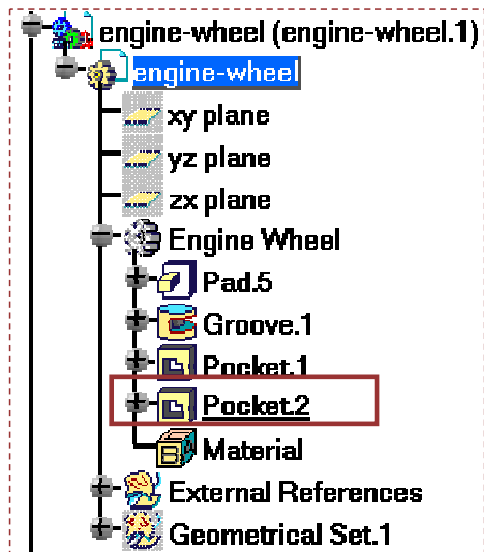 engine-wheel (engine-wheel.1)
engine-wheel
xy plane
yz plane
zx plane
Engine Wheel
Pad.5
Groove.1
Pocket.1
Pocket.2
Material
External References
Geometrical Set.1